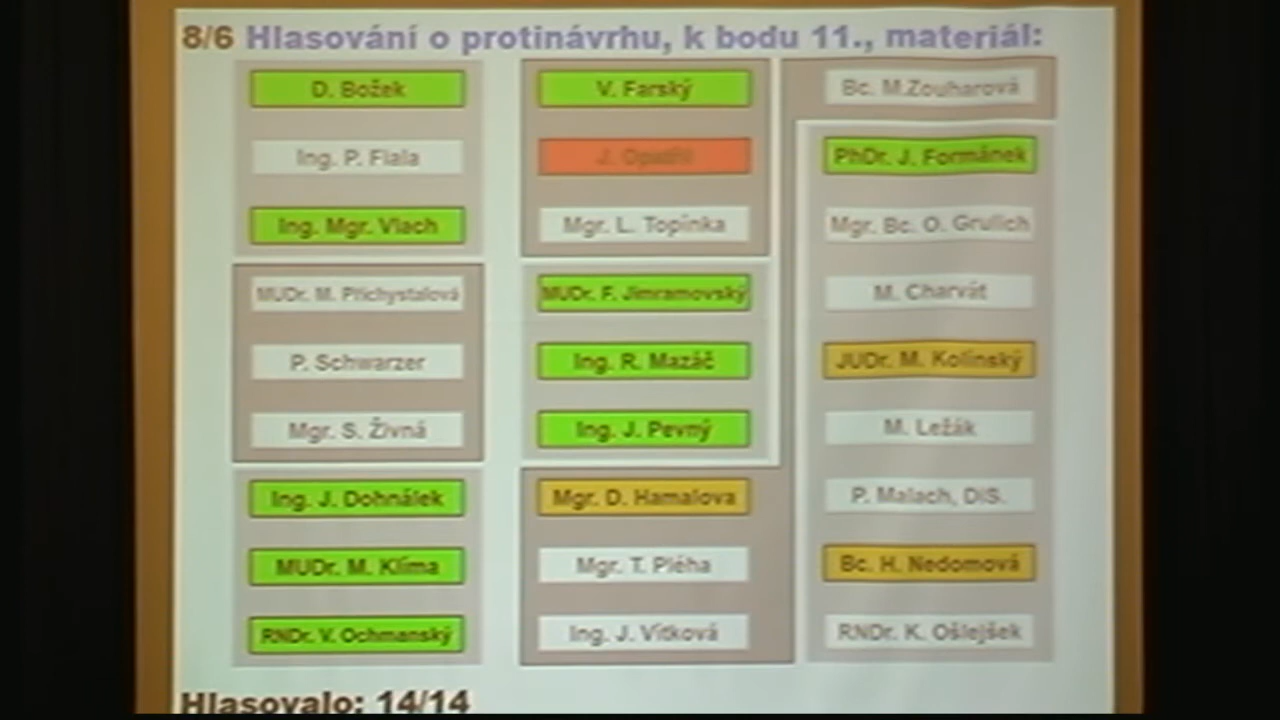 8/6 Hlasování o protinávrhu, k bodu 11., materiál:
D. Božek
Ing. P. Fiala
Ing. Mgr. Vlach
MUDr. M. Přichystalová
P. Schwarzer
Mgr. S. Živná
Ing. J. Dohnálek
MUDr. M. Klíma
RNDr. V. Ochmanský
V. Farský
J. Opatřil
Mgr. L. Topinka
MUDr. F. Jimramovský
Ing. R. Mazáč
Ing. J. Pevný
Mgr. D. Hamalova
Mgr. T. Pléha
Ing. J. Vitková
Bc. M.Zouharová
PhDr. J. Formánek
Mgr. Bc. O. Grulich
M. Charvát
JUDr. M. Kolínský
M. Ležák
P. Malach, DiS.
Bc. H. Nedomová
RNDr. K. Ošlejšek
Hlasovalo: 14/14